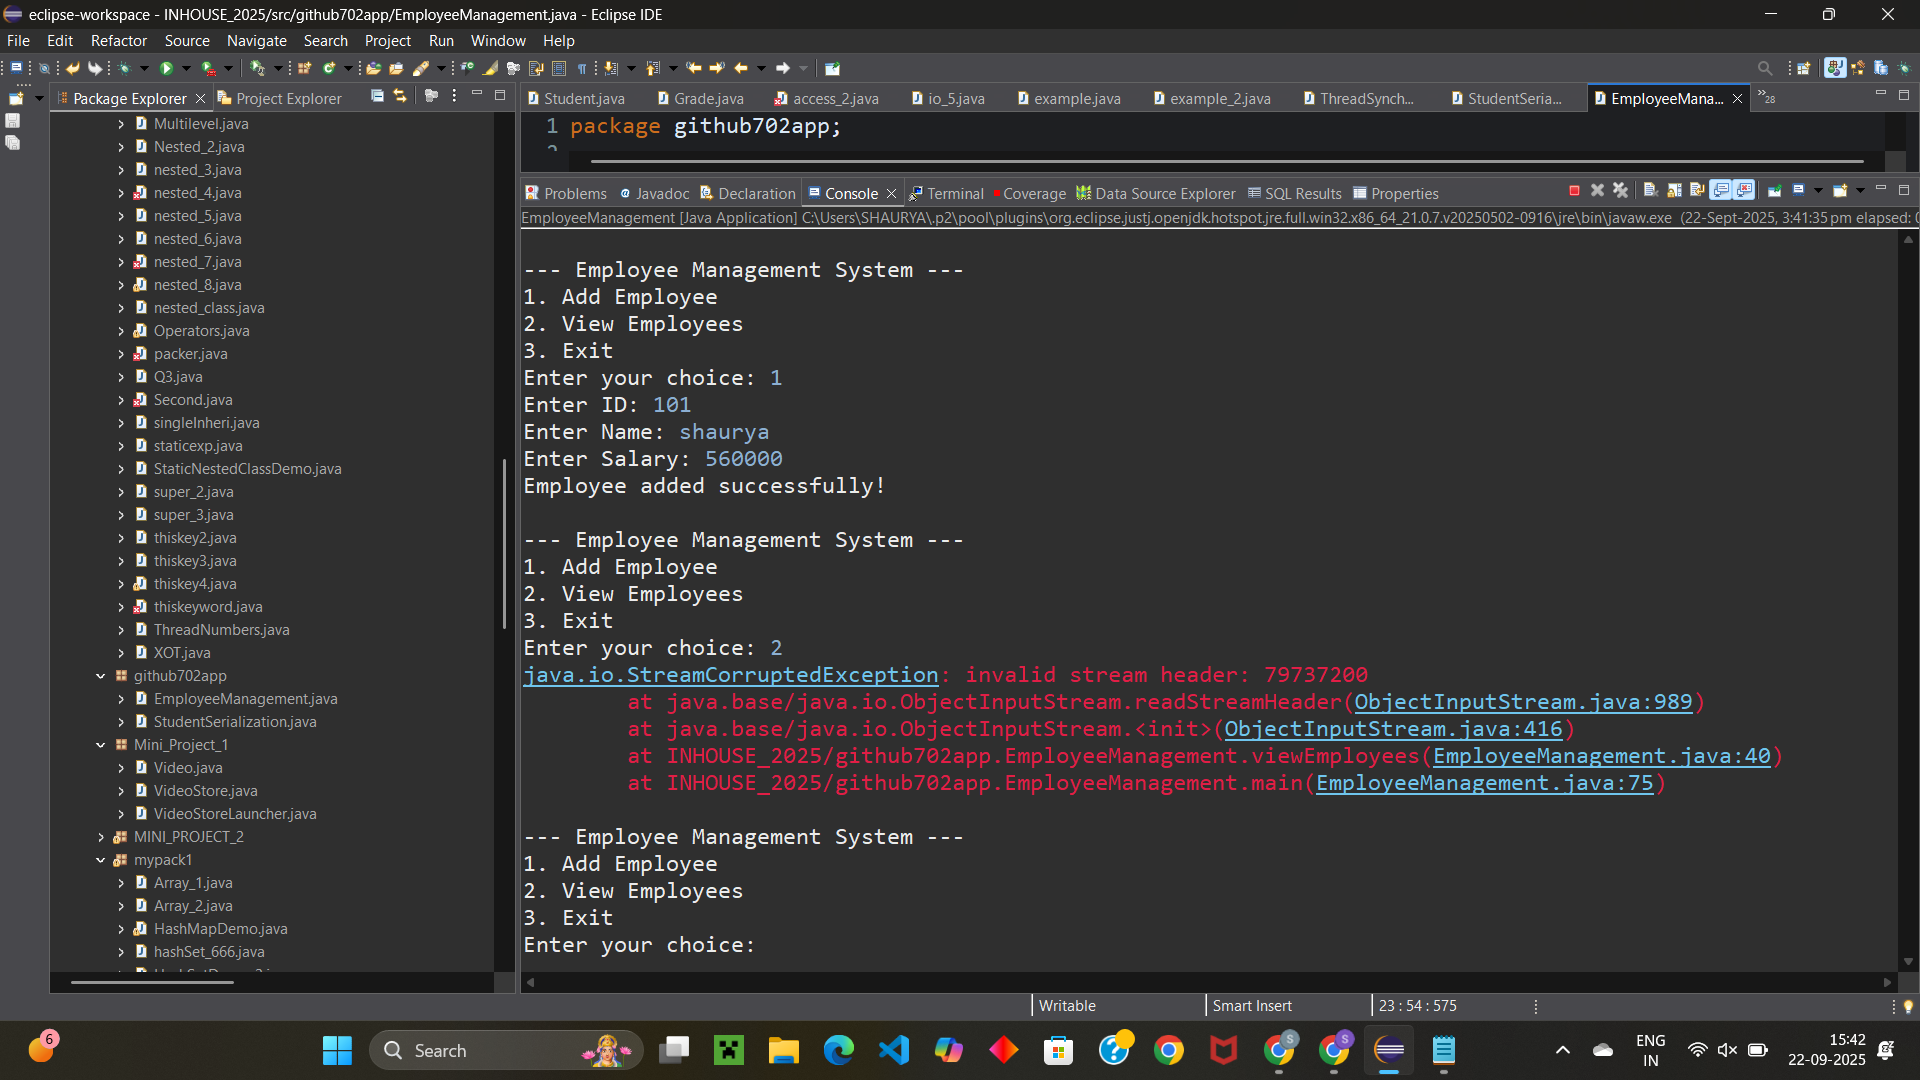 eclipse-workspace - INHOUSE_2025/src/github702app/EmployeeManagement.java - Eclipse IDE
File Edit Refactor Source Navigate Search Project Run Window Help
Package Explorer
Project Explorer
Multilevel.java
Nested_2.java
nested_3.java
nested_4.java
nested_5.java
nested_6.java
nested_7.java
nested_8.java
nested_class.java
Operators.java
packer.java
Q3.java
Second.java
singleInheri.java
staticexp.java
StaticNestedClassDemo.java
super_2.java
super_3.java
thiskey2.java
thiskey3.java
thiskey4.java
thiskeyword.java
ThreadNumbers.java
XOT.java
github702app
EmployeeManagement.java
StudentSerialization.java
Mini_Project_1
Video.java
VideoStore.java
VideoStoreLauncher.java
MINI_PROJECT_2
mypack1
Array_1.java
Array_2.java
HashMapDemo.java
hashSet_666.java
Student.java Grade.java access_2.java io_5.java example.java example_2.java ThreadSynch... StudentSeria... EmployeeMana... 28
1 package github702app;
Problems Javadoc Declaration Console Terminal Coverage Data Source Explorer SQL Results Properties
EmployeeManagement [Java Application] C:\Users\SHAURYA\.p2\pool\plugins\org.eclipse.justj.openjdk.hotspot.jre.full.win32.x86_64_21.0.7.v20250502-0916\jre\bin\javaw.exe (22-Sept-2025, 3:41:35 pm elapsed: 0
--- Employee Management System ---
1. Add Employee
2. View Employees
3. Exit
Enter your choice: 1
Enter ID: 101
Enter Name: shaurya
Enter Salary: 560000
Employee added successfully!
--- Employee Management System ---
1. Add Employee
2. View Employees
3. Exit
Enter your choice: 2
java.io.StreamCorruptedException: invalid stream header: 79737200
at java.base/java.io.ObjectInputStream.readStreamHeader(ObjectInputStream.java:989)
at java.base/java.io.ObjectInputStream.<init>(ObjectInputStream.java:416)
at INHOUSE_2025/github702app.EmployeeManagement.viewEmployees(EmployeeManagement.java:40)
at INHOUSE_2025/github702app.EmployeeManagement.main(EmployeeManagement.java:75)
--- Employee Management System ---
1. Add Employee
2. View Employees
3. Exit
Enter your choice:
Writable Smart Insert 23 : 54 : 575
6
Search
ENG
IN
15:42
22-09-2025